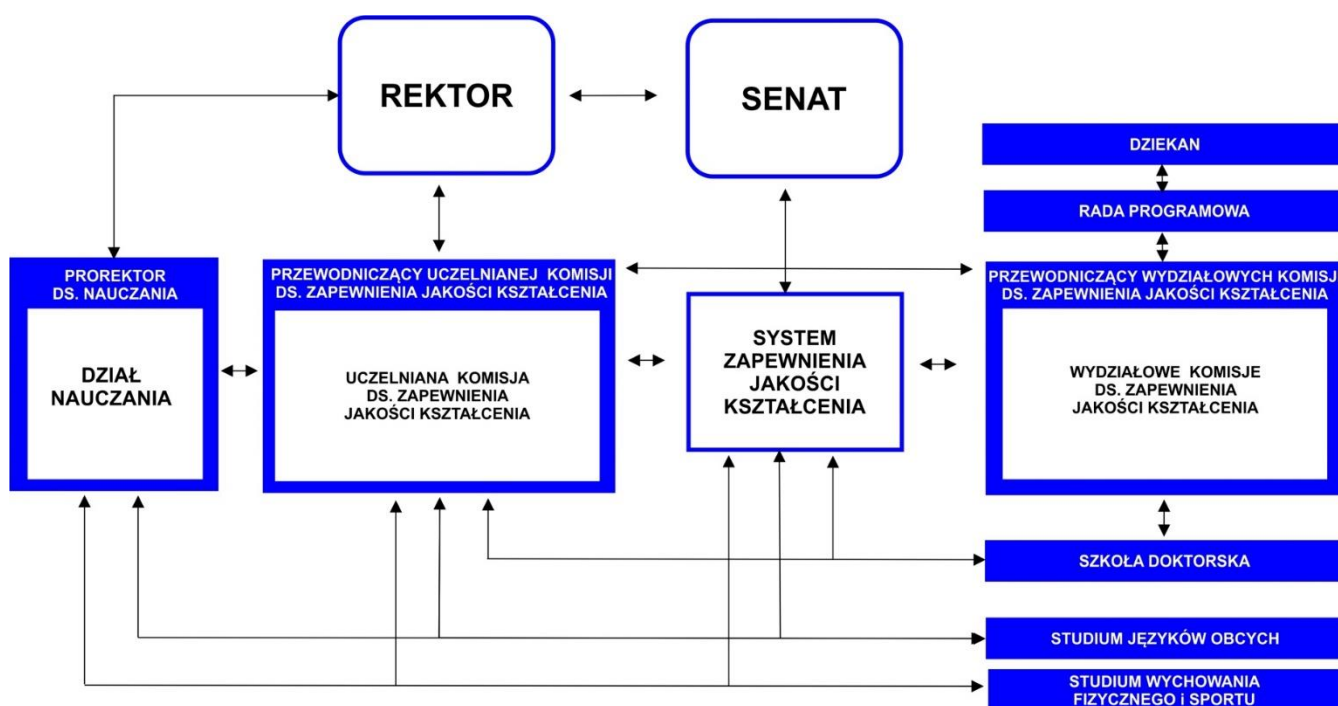 REKTOR
SENAT
DZIEKAN
RADA PROGRAMOWA
PROREKTOR
DS. NAUCZANIA
DZIAŁ
NAUCZANIA
PRZEWODNICZĄCY UCZELNIANEJ KOMISJI
DS. ZAPEWNIENIA JAKOŚCI KSZTAŁCENIA
UCZELNIANA KOMISJA
DS. ZAPEWNIENIA
JAKOŚCI KSZTAŁCENIA
SYSTEM
ZAPEWNIENIA
JAKOŚCI
KSZTAŁCENIA
PRZEWODNICZĄCY WYDZIAŁOWYCH KOMISJI
DS. ZAPEWNIENIA JAKOŚCI KSZTAŁCENIA
WYDZIAŁOWE KOMISJE
DS. ZAPEWNIENIA
JAKOŚCI KSZTAŁCENIA
SZKOŁA DOKTORSKA
STUDIUM JĘZYKÓW OBCYCH
STUDIUM WYCHOWANIA
FIZYCZNEGO i SPORTU